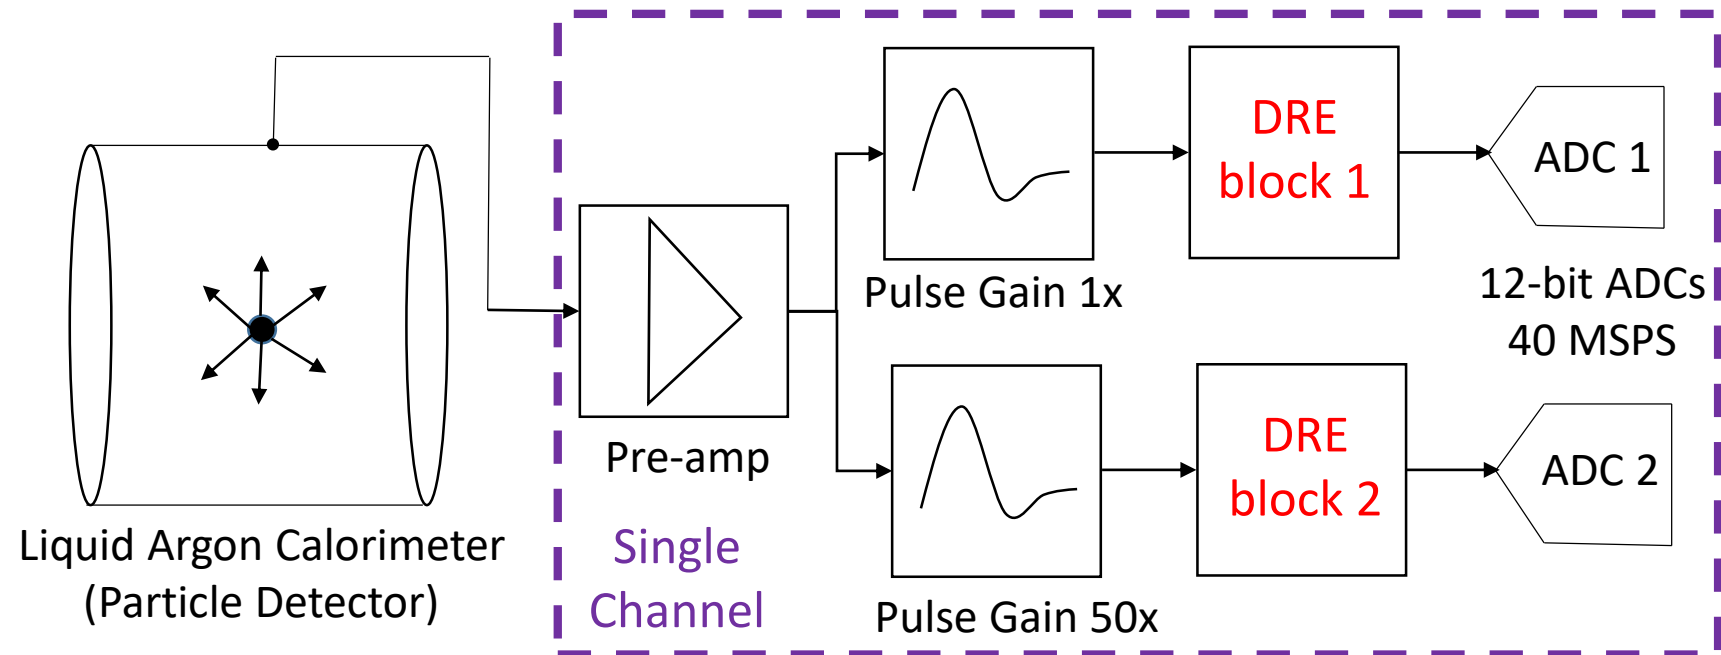 DRE
block 1
ADC 1
Pulse Gain 1x
12-bit ADCs
40 MSPS
Pre-amp
DRE
block 2
ADC 2
Liquid Argon Calorimeter
(Particle Detector)
Single
Channel
Pulse Gain 50x